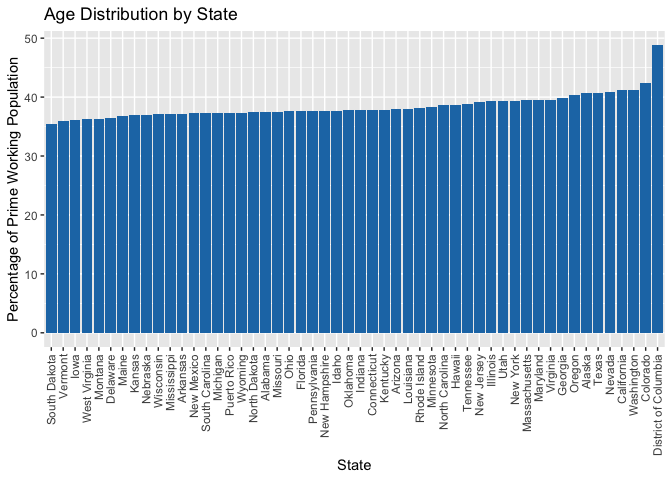 Age Distribution by State
Percentage of Prime Working Population
50
40
30
20
10
0
South Dakota
Vermont
Iowa
West Virginia
Montana
Delaware
Maine
Kansas
Nebraska
Wisconsin
Mississippi
Arkansas
New Mexico
South Carolina
Michigan
Puerto Rico
Wyoming
North Dakota
Alabama
Missouri
Ohio
Florida
Pennsylvania
New Hampshire
Idaho
Oklahoma
Indiana
Connecticut
Kentucky
Arizona
Louisiana
Rhode Island
Minnesota
North Carolina
Hawaii
Tennessee
New Jersey
Illinois
Utah
New York
Massachusetts
Maryland
Virginia
Georgia
Oregon
Alaska
Texas
Nevada
California
Washington
Colorado
District of Columbia
State